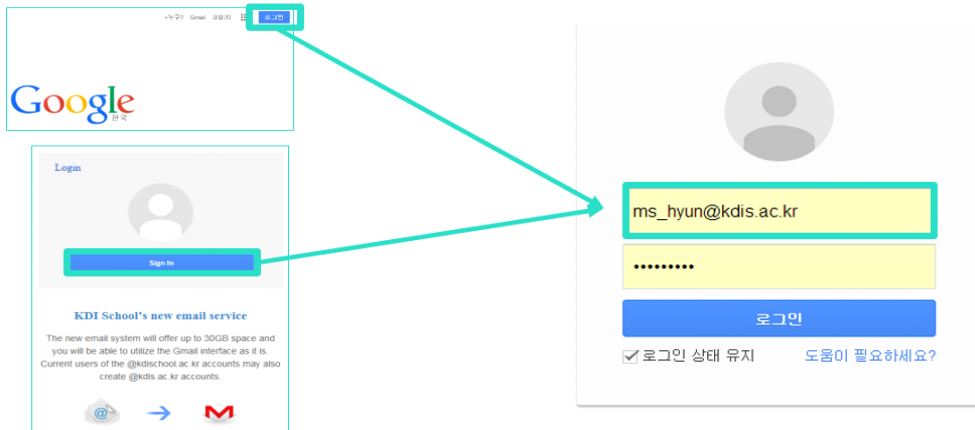 +누구? Gmail 이미지
로그인
Google
한국
Login
Sign In
KDI School's new email service
The new email system will offer up to 30GB space and
you will be able to utilize the Gmail interface as it is.
Current users of the @kdischool.ac.kr accounts may also
create @kdis.ac.kr accounts.
@
ms_hyun@kdis.ac.kr
•••••••••
로그인
로그인 상태 유지
도움이 필요하세요?